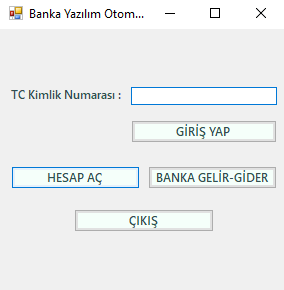 Banka Yazılım Otom...
TC Kimlik Numarası :
GİRİŞ YAP
HESAP AÇ
BANKA GELİR-GİDER
ÇIKIŞ